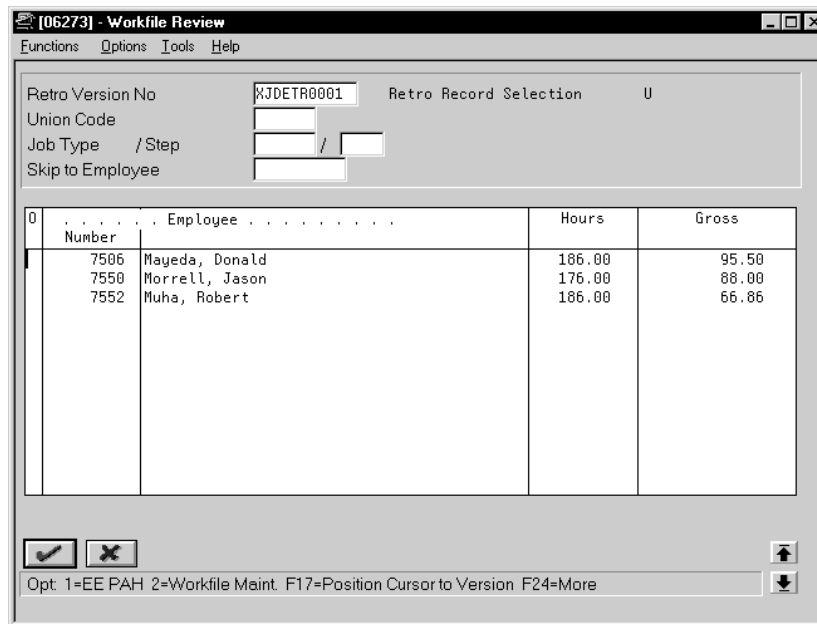 [06273] - Workfile Review
Functions Options Tools Help
Retro Version No XJDETR0001 Retro Record Selection U
Union Code
Job Type / Step /
Skip to Employee
O . . . . . . Employee . . . . . . . . . . Hours Gross
Number
7506 Mayeda, Donald 186.00 95.50
7550 Morrell, Jason 176.00 88.00
7552 Muha, Robert 186.00 66.86
Opt: 1=EE PAH 2=Workfile Maint. F17=Position Cursor to Version F24=More